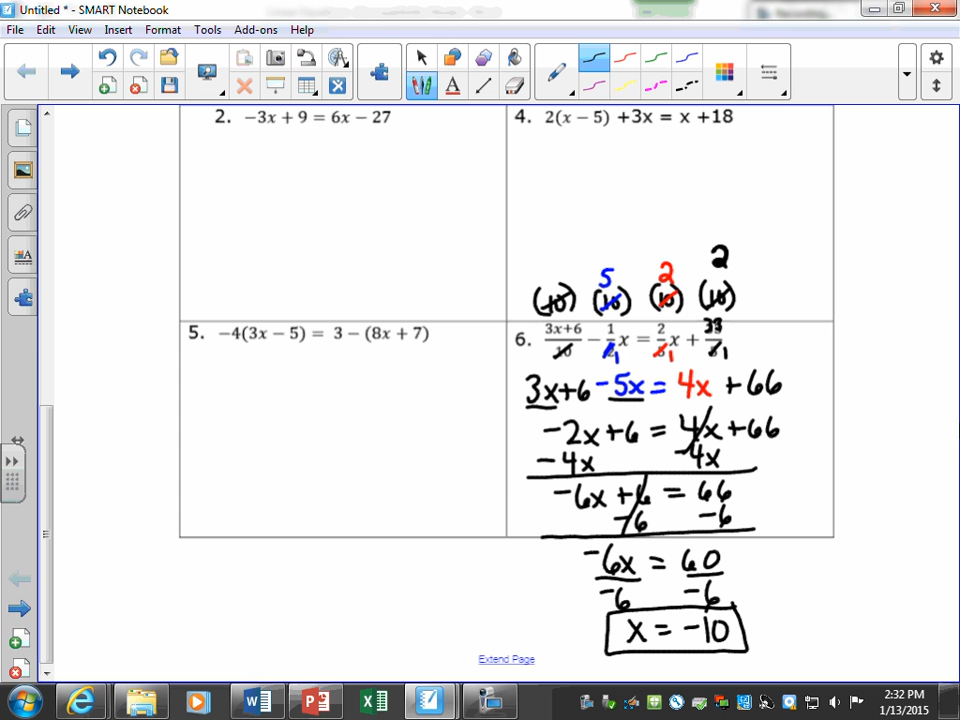 Untitled * - SMART Notebook
File Edit View Insert Format Tools Add-ons Help
2. −3x + 9 = 6x − 27
4. 2(x − 5) +3x = x +18
5 2 2
(10) (10) (10) (10)
5. −4(3x − 5) = 3 − (8x + 7)
6. 3x+6/10 − 1/2 x = 2/5 x + 33/5
1 1 1
3x+6 -5x = 4x +66
-2x+6 = 4x+66
-4x -4x
-6x +6 = 66
-6 -6
-6x = 60
-6 -6
x = -10
Extend Page
2:32 PM
1/13/2015